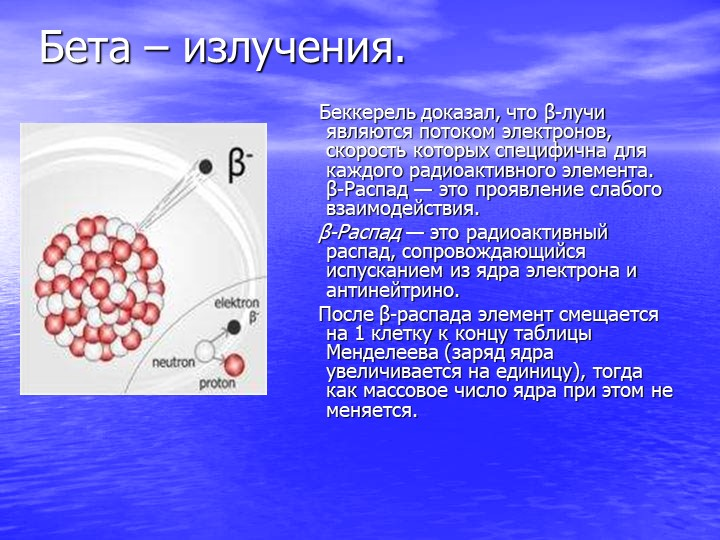 Бета – излучения.
Беккерель доказал, что β-лучи
являются потоком электронов,
скорость которых специфична для
каждого радиоактивного элемента.
β-Распад — это проявление слабого
взаимодействия.
β-Распад — это радиоактивный
распад, сопровождающийся
испусканием из ядра электрона и
антинейтрино.
После β-распада элемент смещается
на 1 клетку к концу таблицы
Менделеева (заряд ядра
увеличивается на единицу), тогда
как массовое число ядра при этом не
меняется.
β-
elektron
β-
neutron
proton